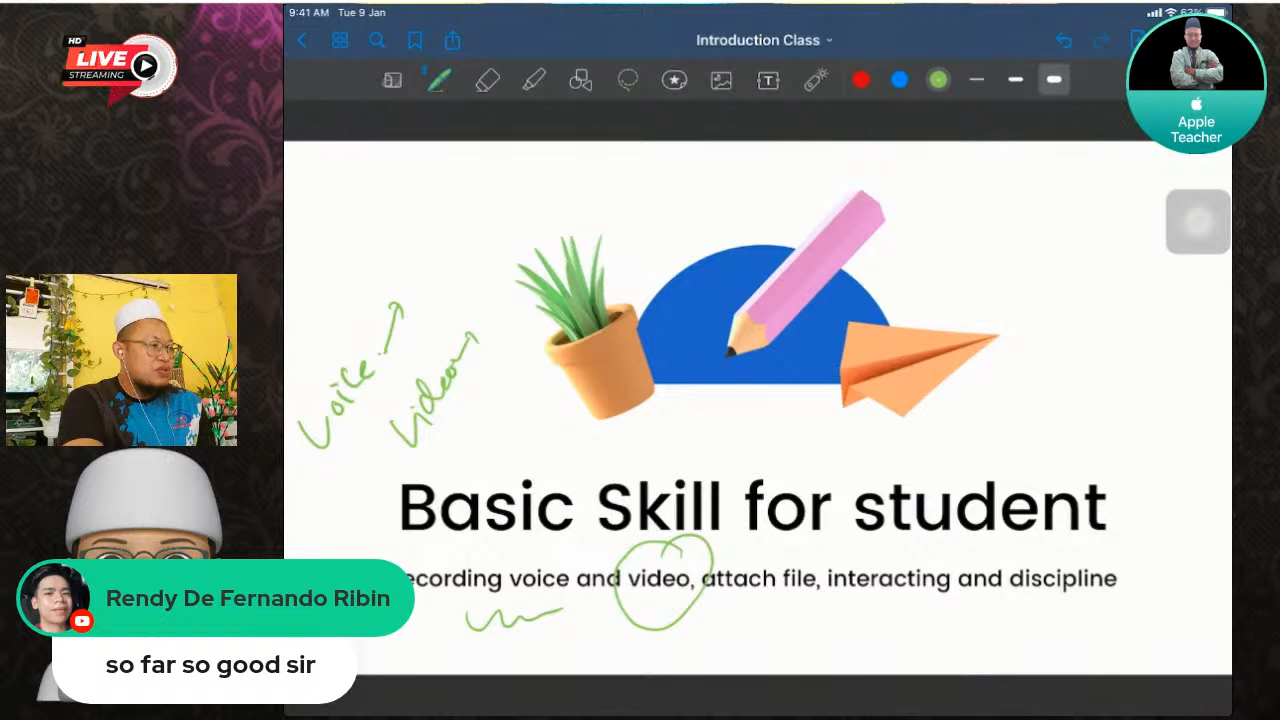 9:41 AM Tue 9 Jan
63%
HD
LIVE
STREAMING
Introduction Class
T
Apple
Teacher
voice
video
Basic Skill for student
ecording voice and video, attach file, interacting and discipline
Rendy De Fernando Ribin
so far so good sir